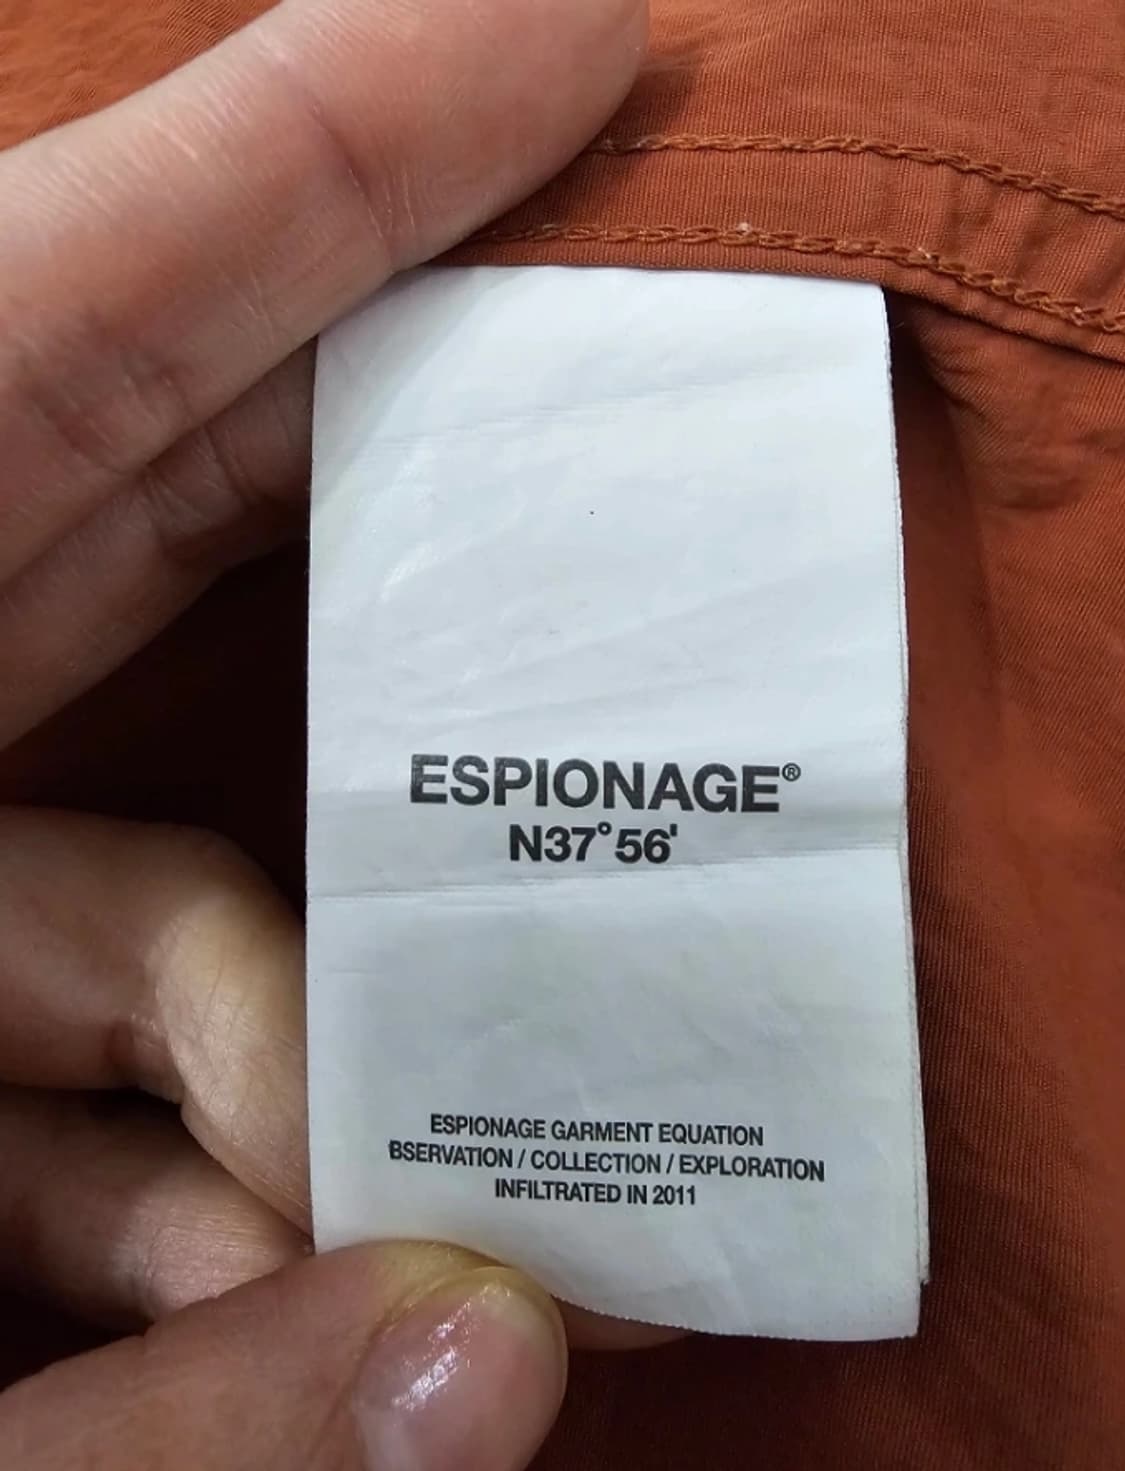 ESPIONAGE®
N37°56'
ESPIONAGE GARMENT EQUATION
BSERVATION / COLLECTION / EXPLORATION
INFILTRATED IN 2011